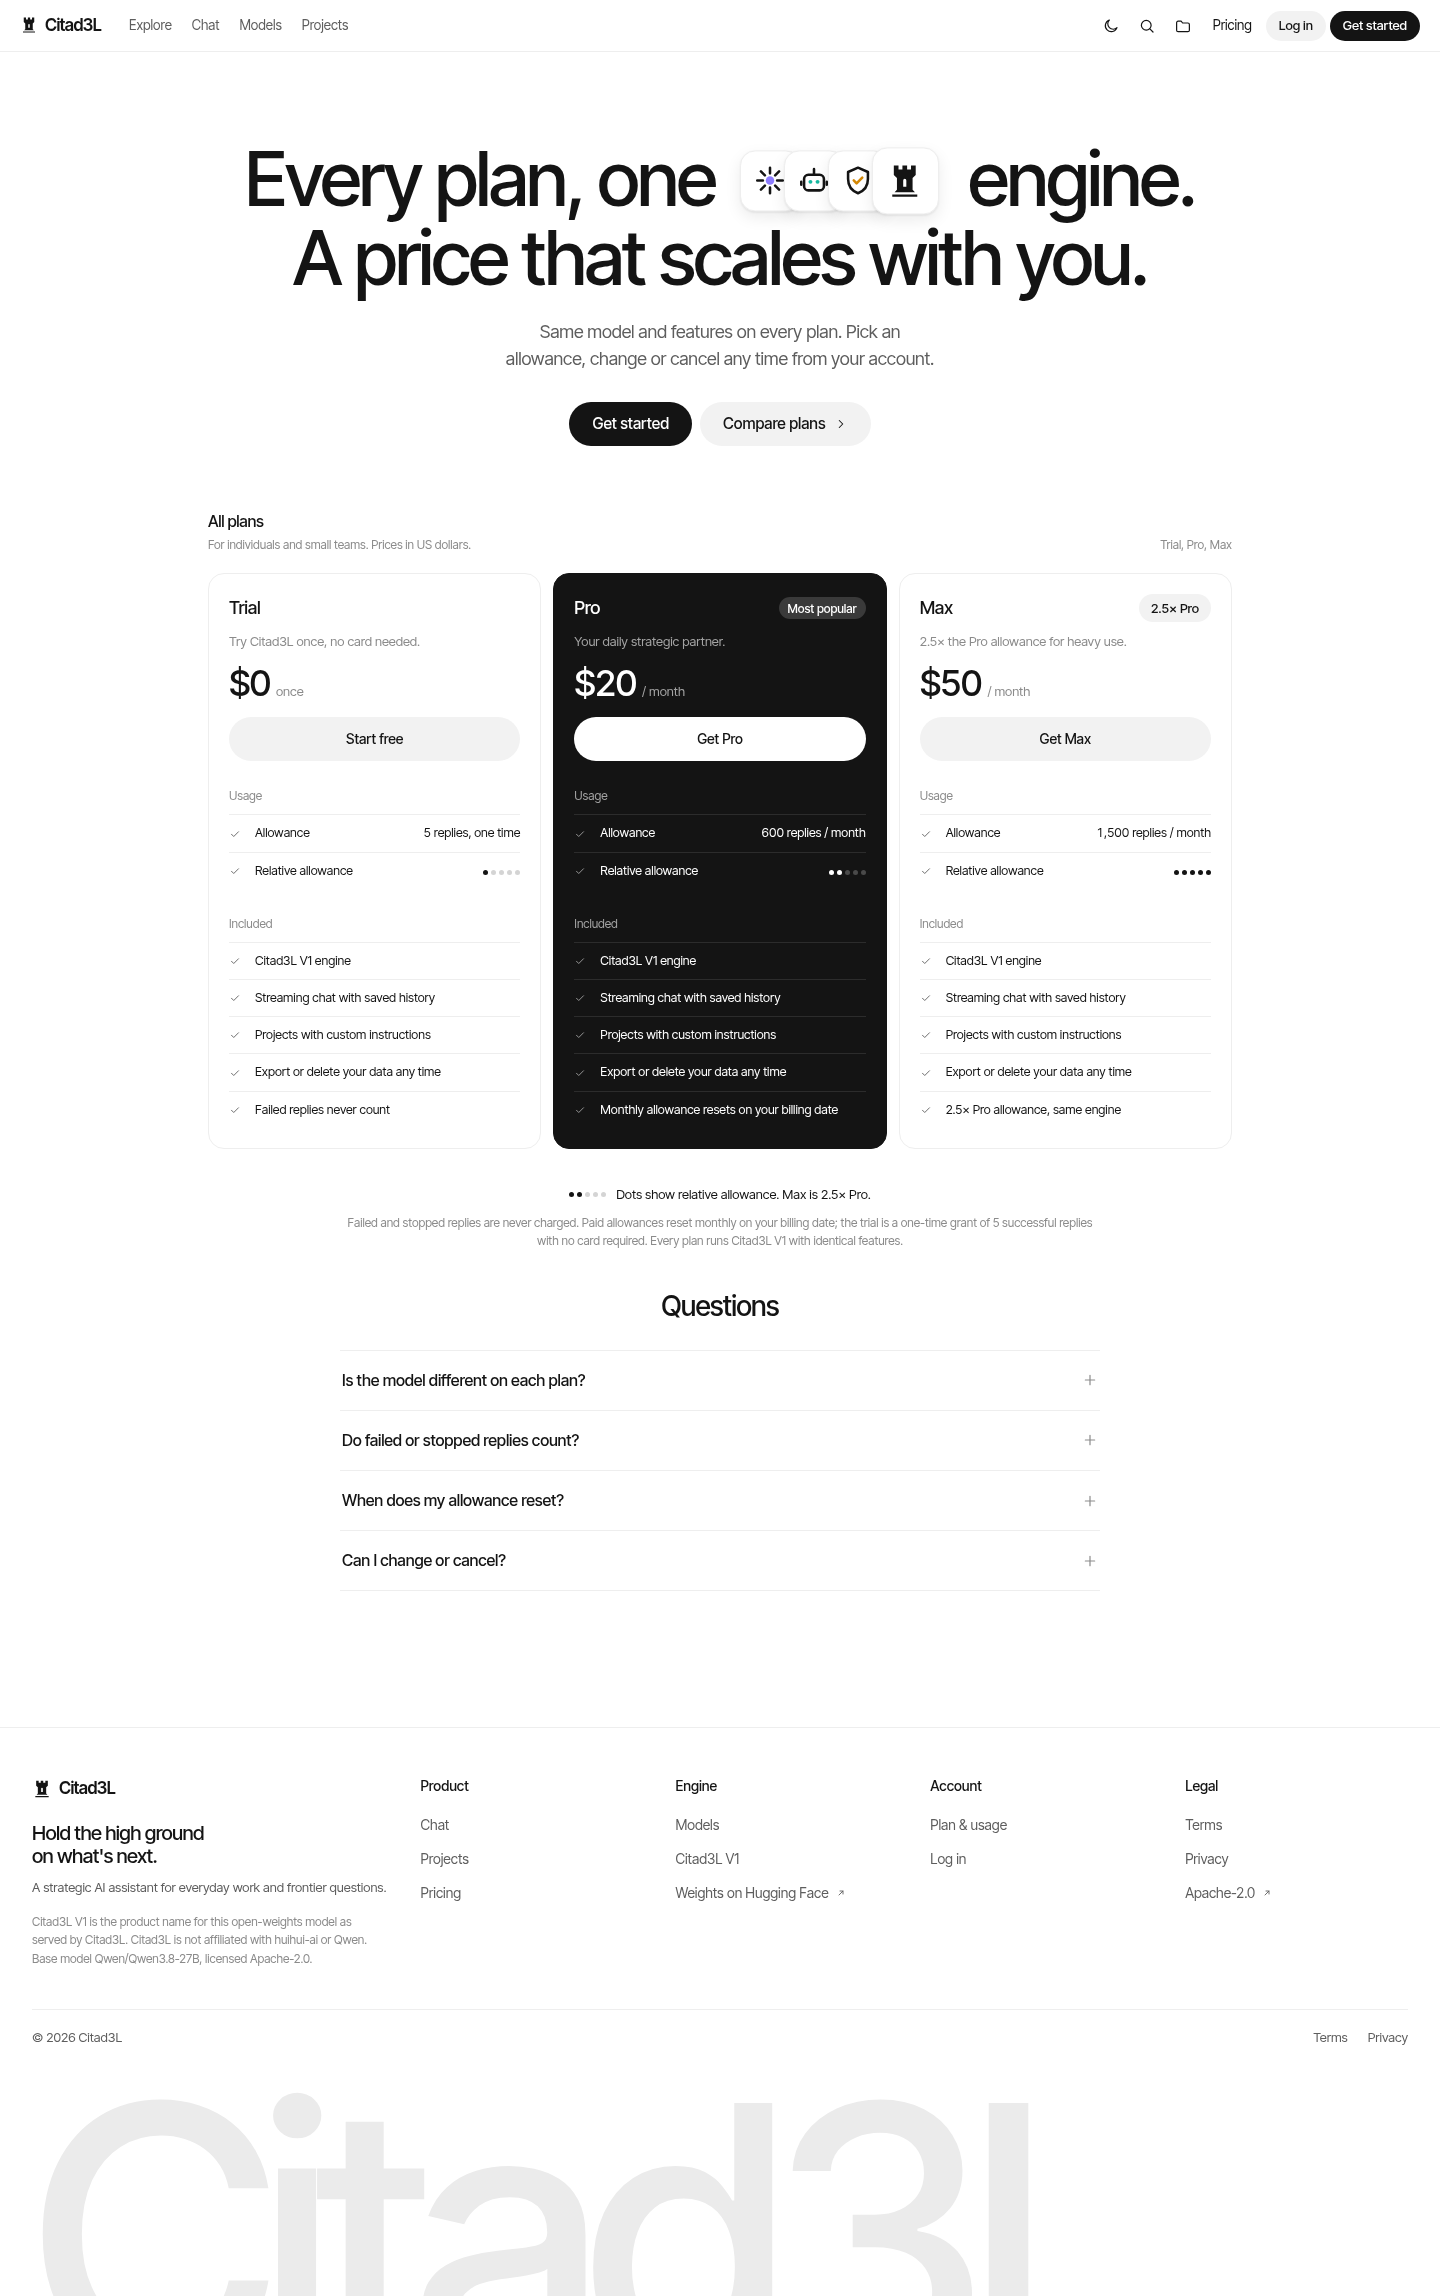 Citad3L Explore Chat Models Projects Pricing Log in Get started
Every plan, one engine.
A price that scales with you.
Same model and features on every plan. Pick an
allowance, change or cancel any time from your account.
Get started Compare plans
All plans
For individuals and small teams. Prices in US dollars. Trial, Pro, Max
Trial
Try Citad3L once, no card needed.
$0 once
Start free
Usage
Allowance 5 replies, one time
Relative allowance
Included
Citad3L V1 engine
Streaming chat with saved history
Projects with custom instructions
Export or delete your data any time
Failed replies never count
Pro Most popular
Your daily strategic partner.
$20 / month
Get Pro
Usage
Allowance 600 replies / month
Relative allowance
Included
Citad3L V1 engine
Streaming chat with saved history
Projects with custom instructions
Export or delete your data any time
Monthly allowance resets on your billing date
Max 2.5× Pro
2.5× the Pro allowance for heavy use.
$50 / month
Get Max
Usage
Allowance 1,500 replies / month
Relative allowance
Included
Citad3L V1 engine
Streaming chat with saved history
Projects with custom instructions
Export or delete your data any time
2.5× Pro allowance, same engine
Dots show relative allowance. Max is 2.5× Pro.
Failed and stopped replies are never charged. Paid allowances reset monthly on your billing date; the trial is a one-time grant of 5 successful replies
with no card required. Every plan runs Citad3L V1 with identical features.
Questions
Is the model different on each plan?
Do failed or stopped replies count?
When does my allowance reset?
Can I change or cancel?
Citad3L
Hold the high ground
on what's next.
A strategic AI assistant for everyday work and frontier questions.
Citad3L V1 is the product name for this open-weights model as
served by Citad3L. Citad3L is not affiliated with huihui-ai or Qwen.
Base model Qwen/Qwen3.8-27B, licensed Apache-2.0.
Product
Chat
Projects
Pricing
Engine
Models
Citad3L V1
Weights on Hugging Face
Account
Plan & usage
Log in
Legal
Terms
Privacy
Apache-2.0
© 2026 Citad3L Terms Privacy
Citad3l